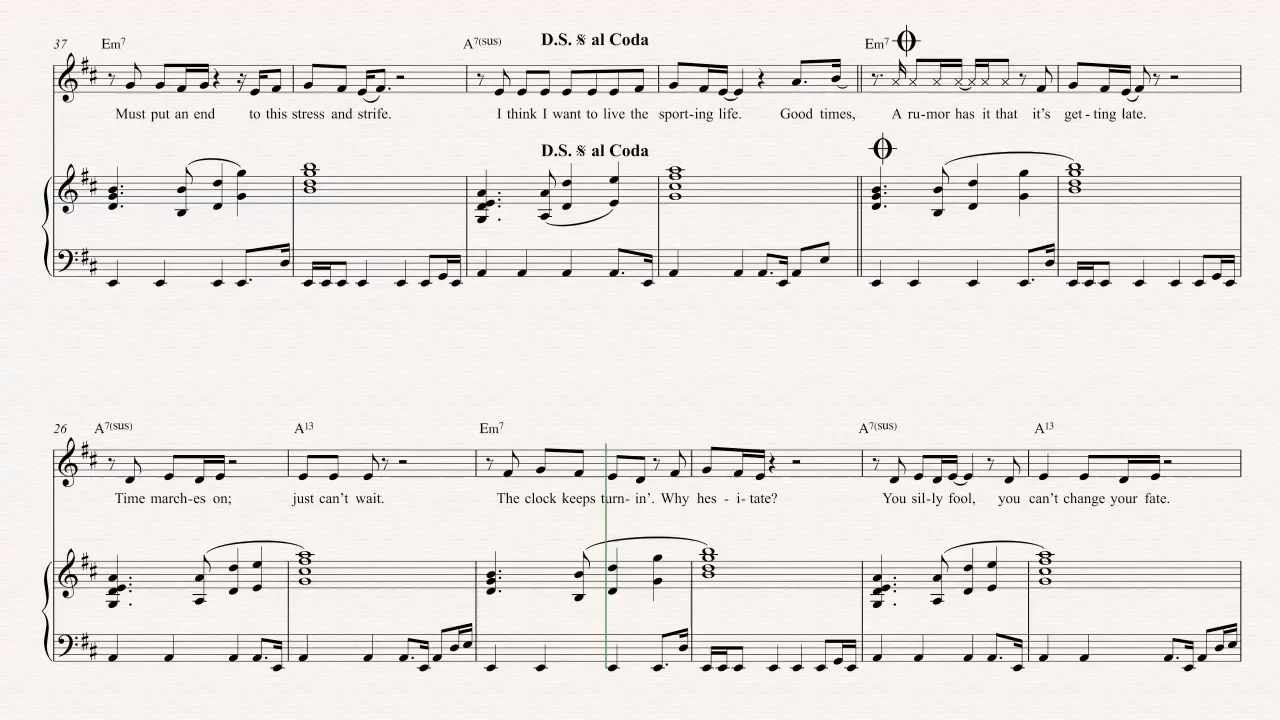 37 Em7 A7(sus) D.S. 𝄋 al Coda Em7
Must put an end to this stress and strife. I think I want to live the sport-ing life. Good times, A ru-mor has it that it's get-ting late.
D.S. 𝄋 al Coda
26 A7(sus) A13 Em7 A7(sus) A13
Time march-es on; just can't wait. The clock keeps turn-in'. Why hes-i-tate? You sil-ly fool, you can't change your fate.